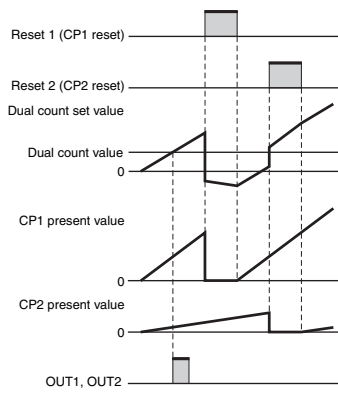 Reset 1 (CP1 reset)
Reset 2 (CP2 reset)
Dual count set value
Dual count value
0
CP1 present value
0
CP2 present value
0
OUT1, OUT2